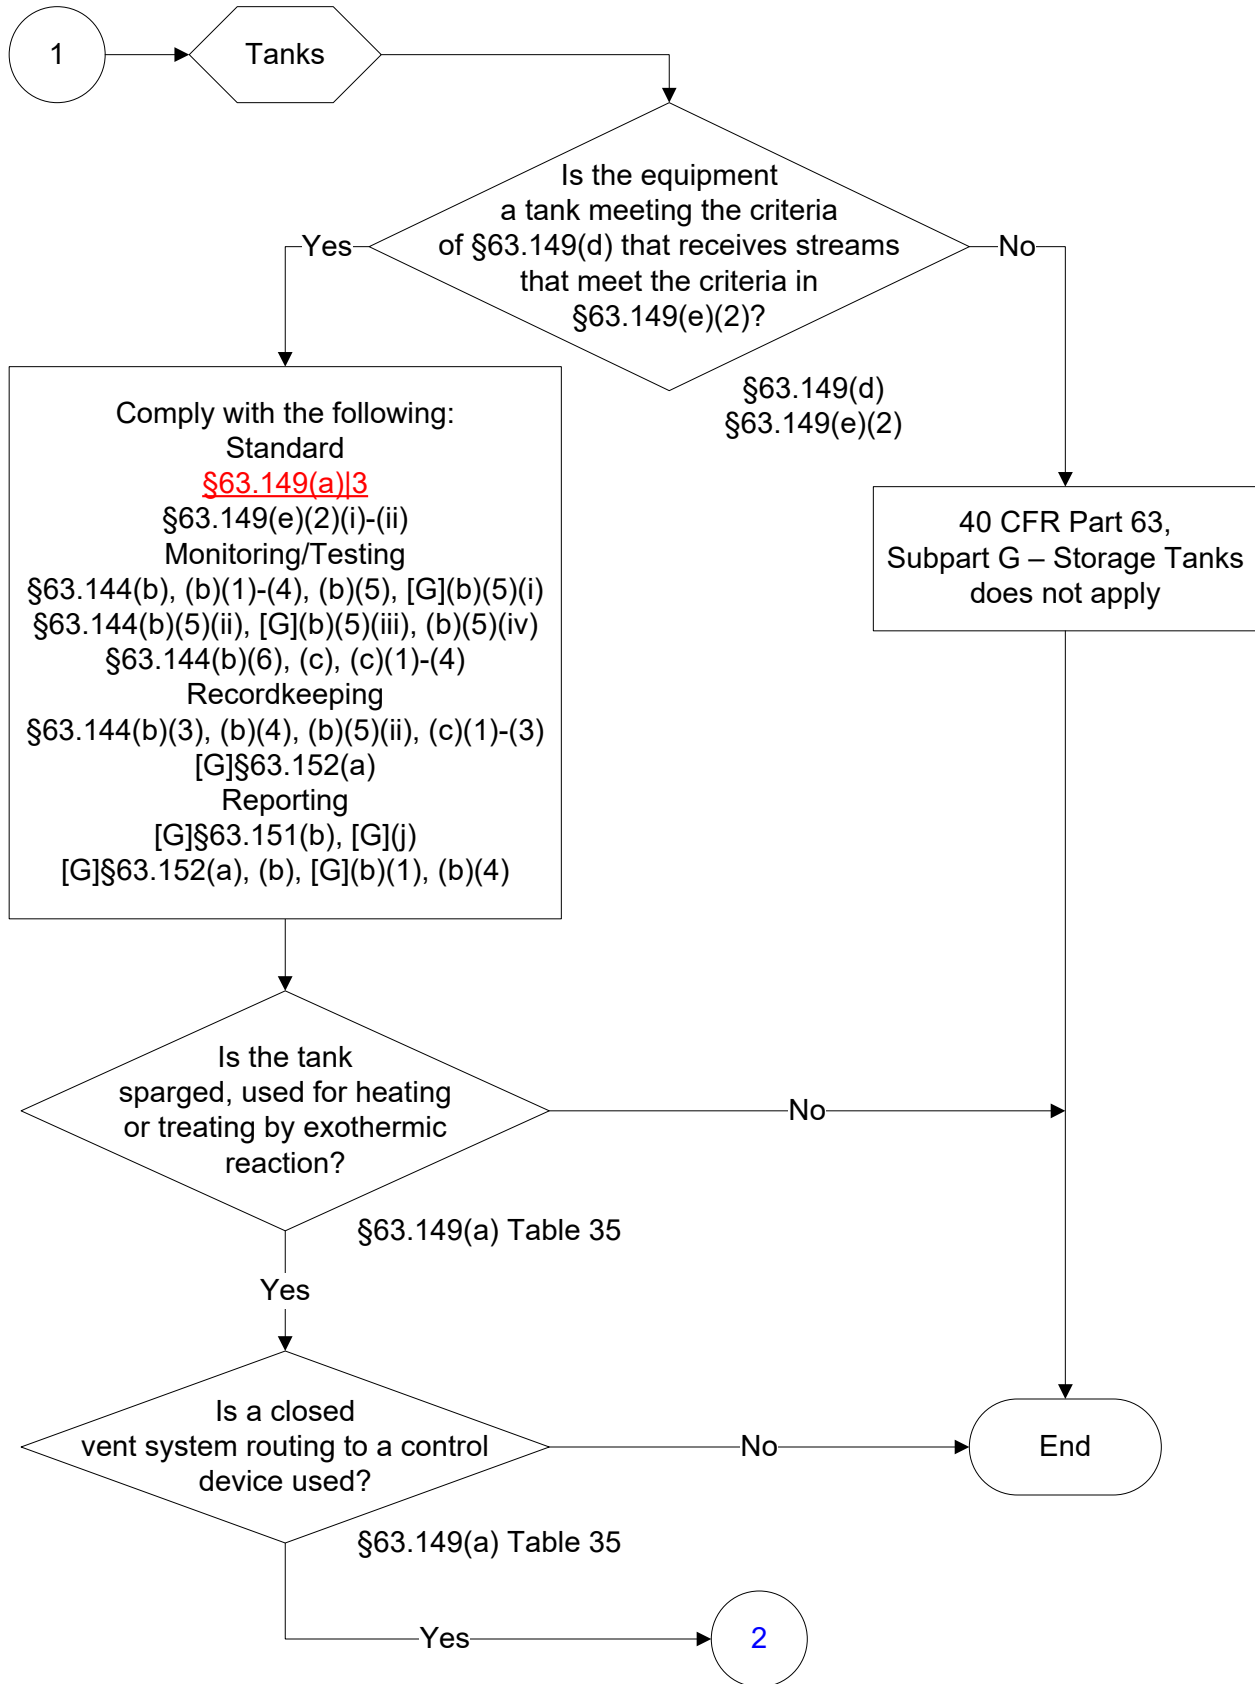 1
Tanks
Is the equipment
a tank meeting the criteria
of §63.149(d) that receives streams
that meet the criteria in
§63.149(e)(2)?
Yes
No
§63.149(d)
§63.149(e)(2)
Comply with the following:
Standard
§63.149(a)|3
§63.149(e)(2)(i)-(ii)
Monitoring/Testing
§63.144(b), (b)(1)-(4), (b)(5), [G](b)(5)(i)
§63.144(b)(5)(ii), [G](b)(5)(iii), (b)(5)(iv)
§63.144(b)(6), (c), (c)(1)-(4)
Recordkeeping
§63.144(b)(3), (b)(4), (b)(5)(ii), (c)(1)-(3)
[G]§63.152(a)
Reporting
[G]§63.151(b), [G](j)
[G]§63.152(a), (b), [G](b)(1), (b)(4)
40 CFR Part 63,
Subpart G – Storage Tanks
does not apply
Is the tank
sparged, used for heating
or treating by exothermic
reaction?
No
§63.149(a) Table 35
Yes
Is a closed
vent system routing to a control
device used?
No
End
§63.149(a) Table 35
Yes
2